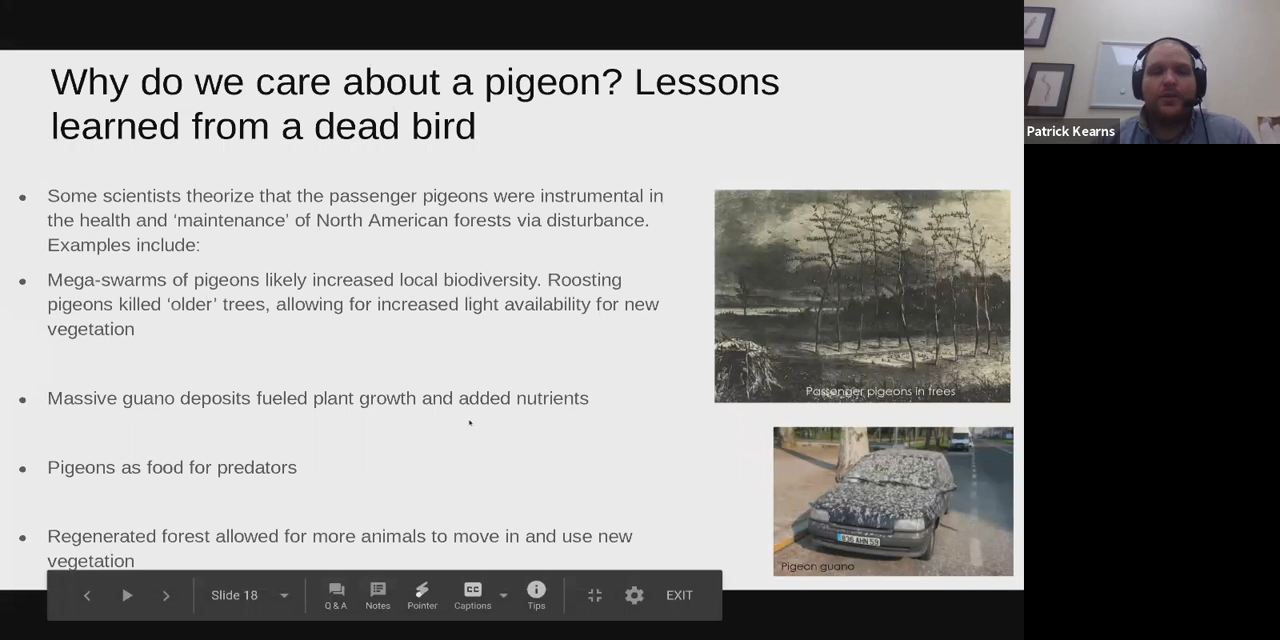 Why do we care about a pigeon? Lessons
learned from a dead bird
Some scientists theorize that the passenger pigeons were instrumental in
the health and ‘maintenance’ of North American forests via disturbance.
Examples include:
Mega-swarms of pigeons likely increased local biodiversity. Roosting
pigeons killed ‘older’ trees, allowing for increased light availability for new
vegetation
Massive guano deposits fueled plant growth and added nutrients
Pigeons as food for predators
Regenerated forest allowed for more animals to move in and use new
vegetation
Passenger pigeons in trees
Pigeon guano
Patrick Kearns
Slide 18
Q & A
Notes
Pointer
CC
Captions
Tips
EXIT